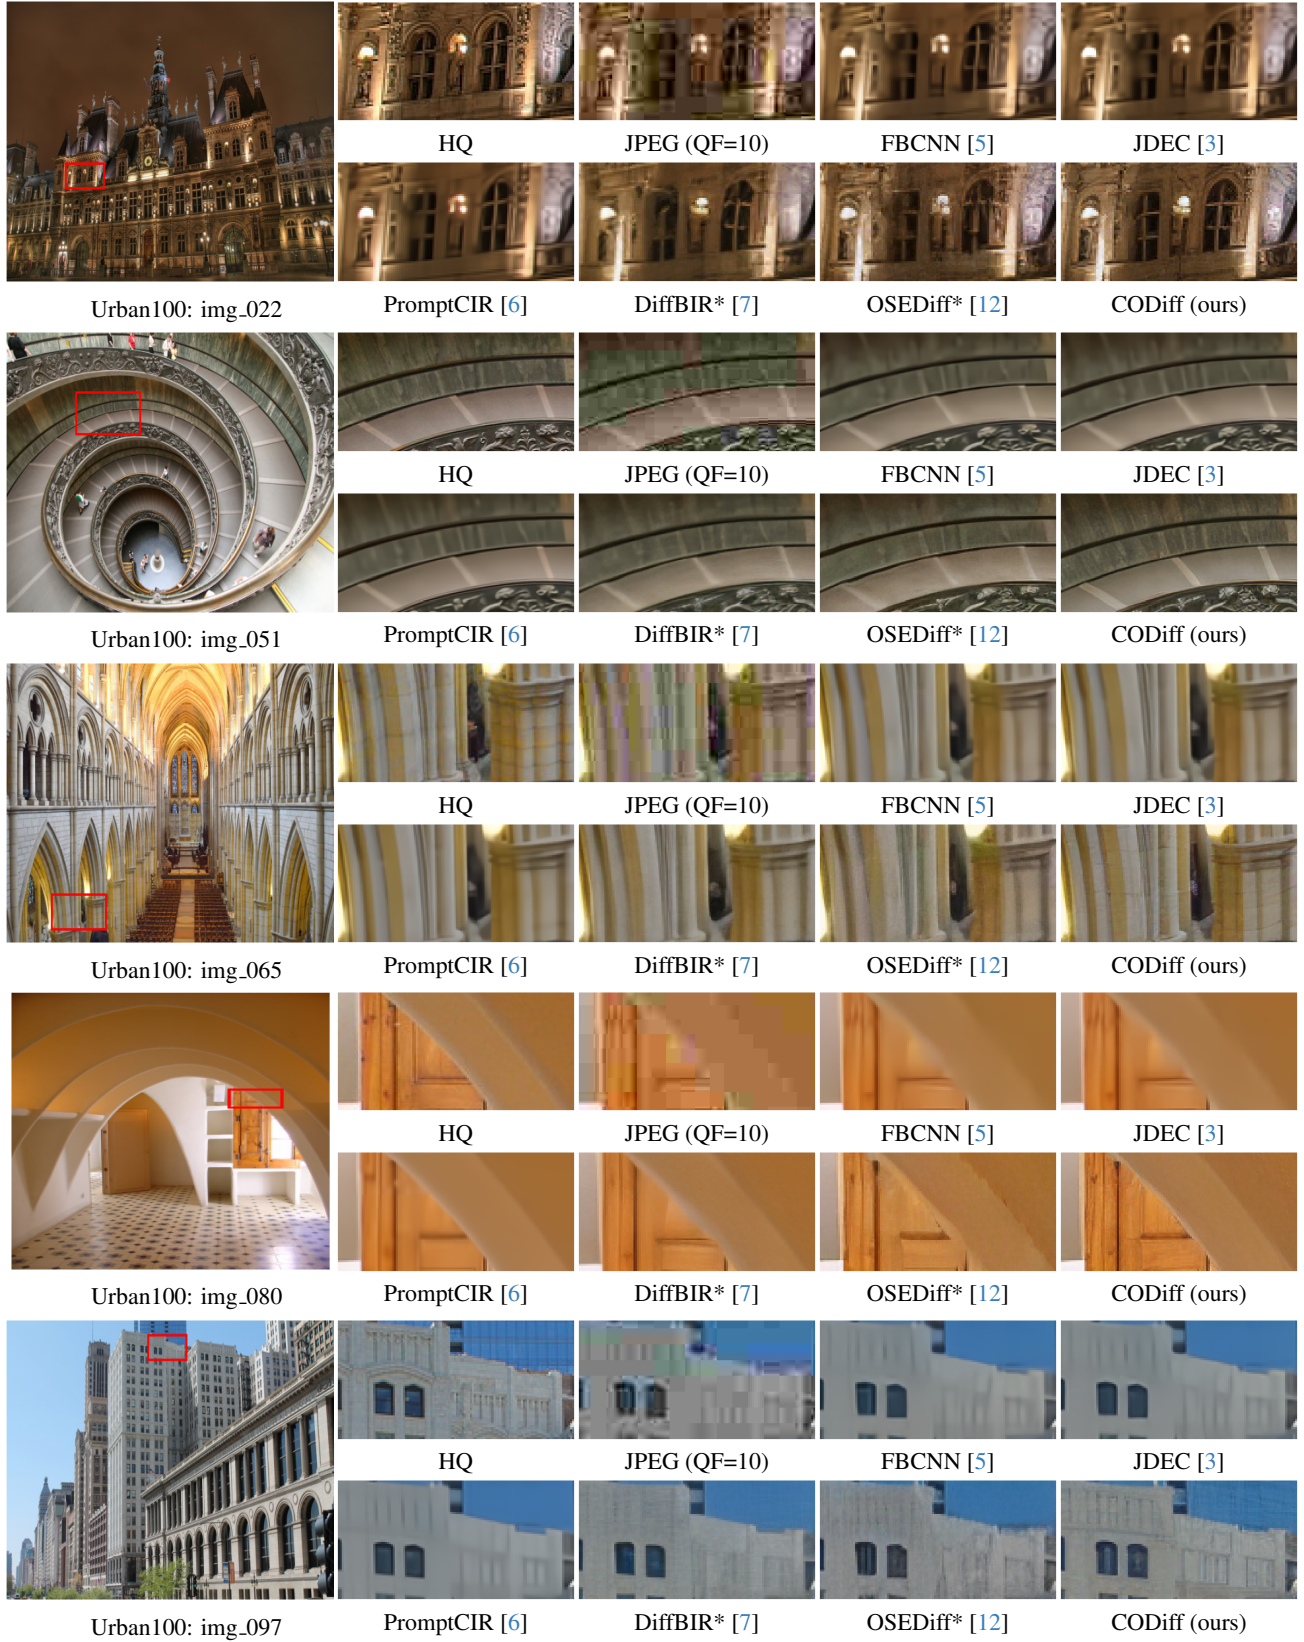 HQ JPEG (QF=10) FBCNN [5] JDEC [3]
PromptCIR [6] DiffBIR* [7] OSEDiff* [12] CODiff (ours)
Urban100: img_022
HQ JPEG (QF=10) FBCNN [5] JDEC [3]
PromptCIR [6] DiffBIR* [7] OSEDiff* [12] CODiff (ours)
Urban100: img_051
HQ JPEG (QF=10) FBCNN [5] JDEC [3]
PromptCIR [6] DiffBIR* [7] OSEDiff* [12] CODiff (ours)
Urban100: img_065
HQ JPEG (QF=10) FBCNN [5] JDEC [3]
PromptCIR [6] DiffBIR* [7] OSEDiff* [12] CODiff (ours)
Urban100: img_080
HQ JPEG (QF=10) FBCNN [5] JDEC [3]
PromptCIR [6] DiffBIR* [7] OSEDiff* [12] CODiff (ours)
Urban100: img_097